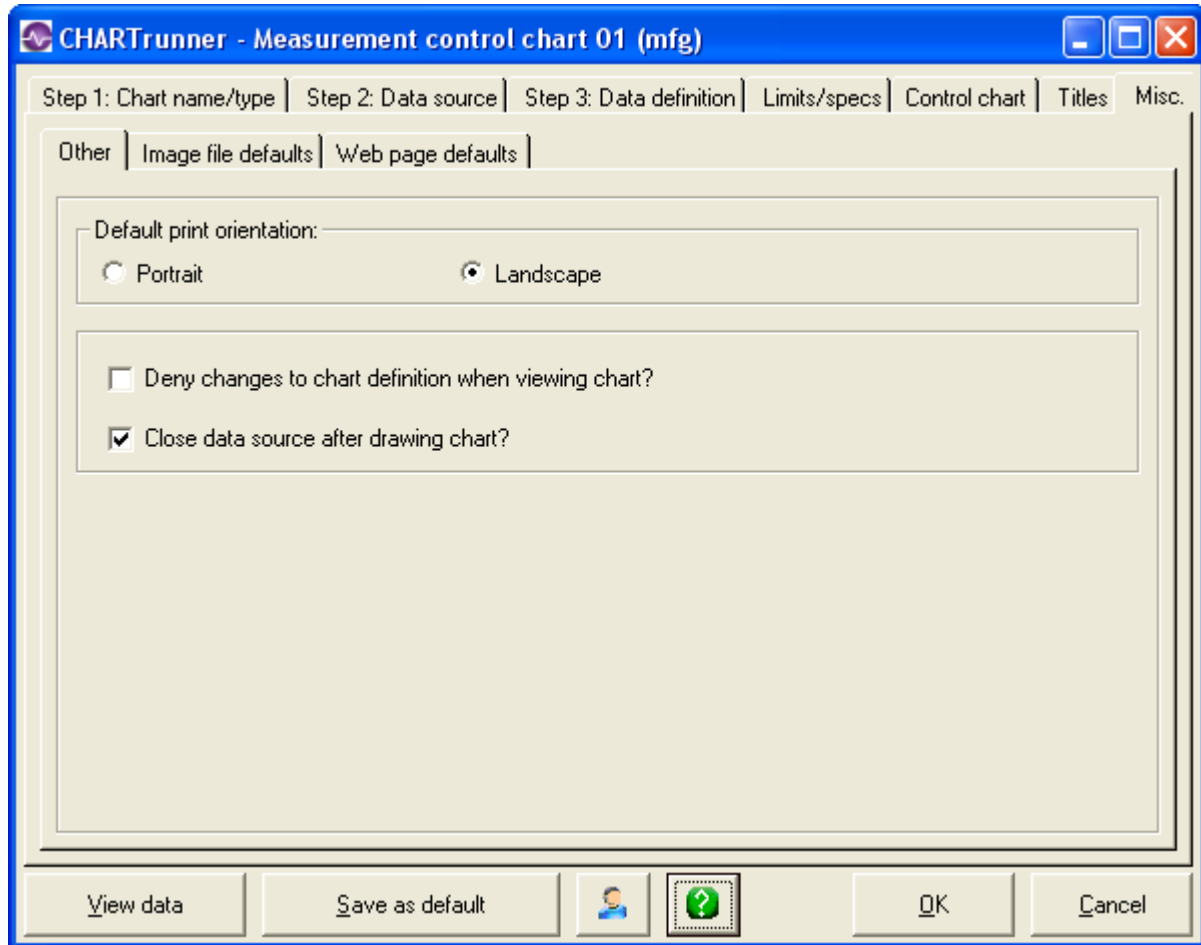 CHARTrunner - Measurement control chart 01 (mfg)
Step 1: Chart name/type Step 2: Data source Step 3: Data definition Limits/specs Control chart Titles Misc.
Other Image file defaults Web page defaults
Default print orientation:
Portrait Landscape
Deny changes to chart definition when viewing chart?
Close data source after drawing chart?
View data Save as default ? OK Cancel